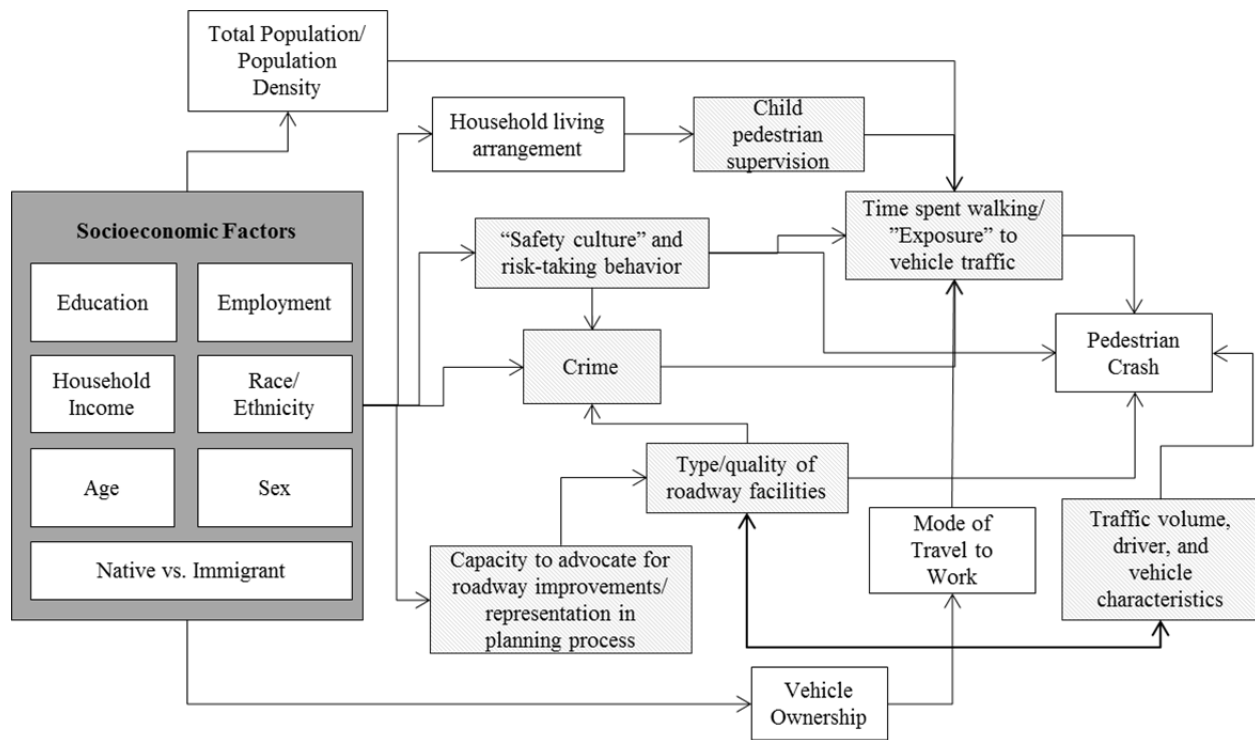 Total Population/
Population
Density
Household living
arrangement
Child
pedestrian
supervision
Socioeconomic Factors
Education
Employment
Household
Income
Race/
Ethnicity
Age
Sex
Native vs. Immigrant
“Safety culture” and
risk-taking behavior
Time spent walking/
”Exposure” to
vehicle traffic
Crime
Pedestrian
Crash
Type/quality of
roadway facilities
Capacity to advocate for
roadway improvements/
representation in
planning process
Mode of
Travel to
Work
Traffic volume,
driver, and
vehicle
characteristics
Vehicle
Ownership